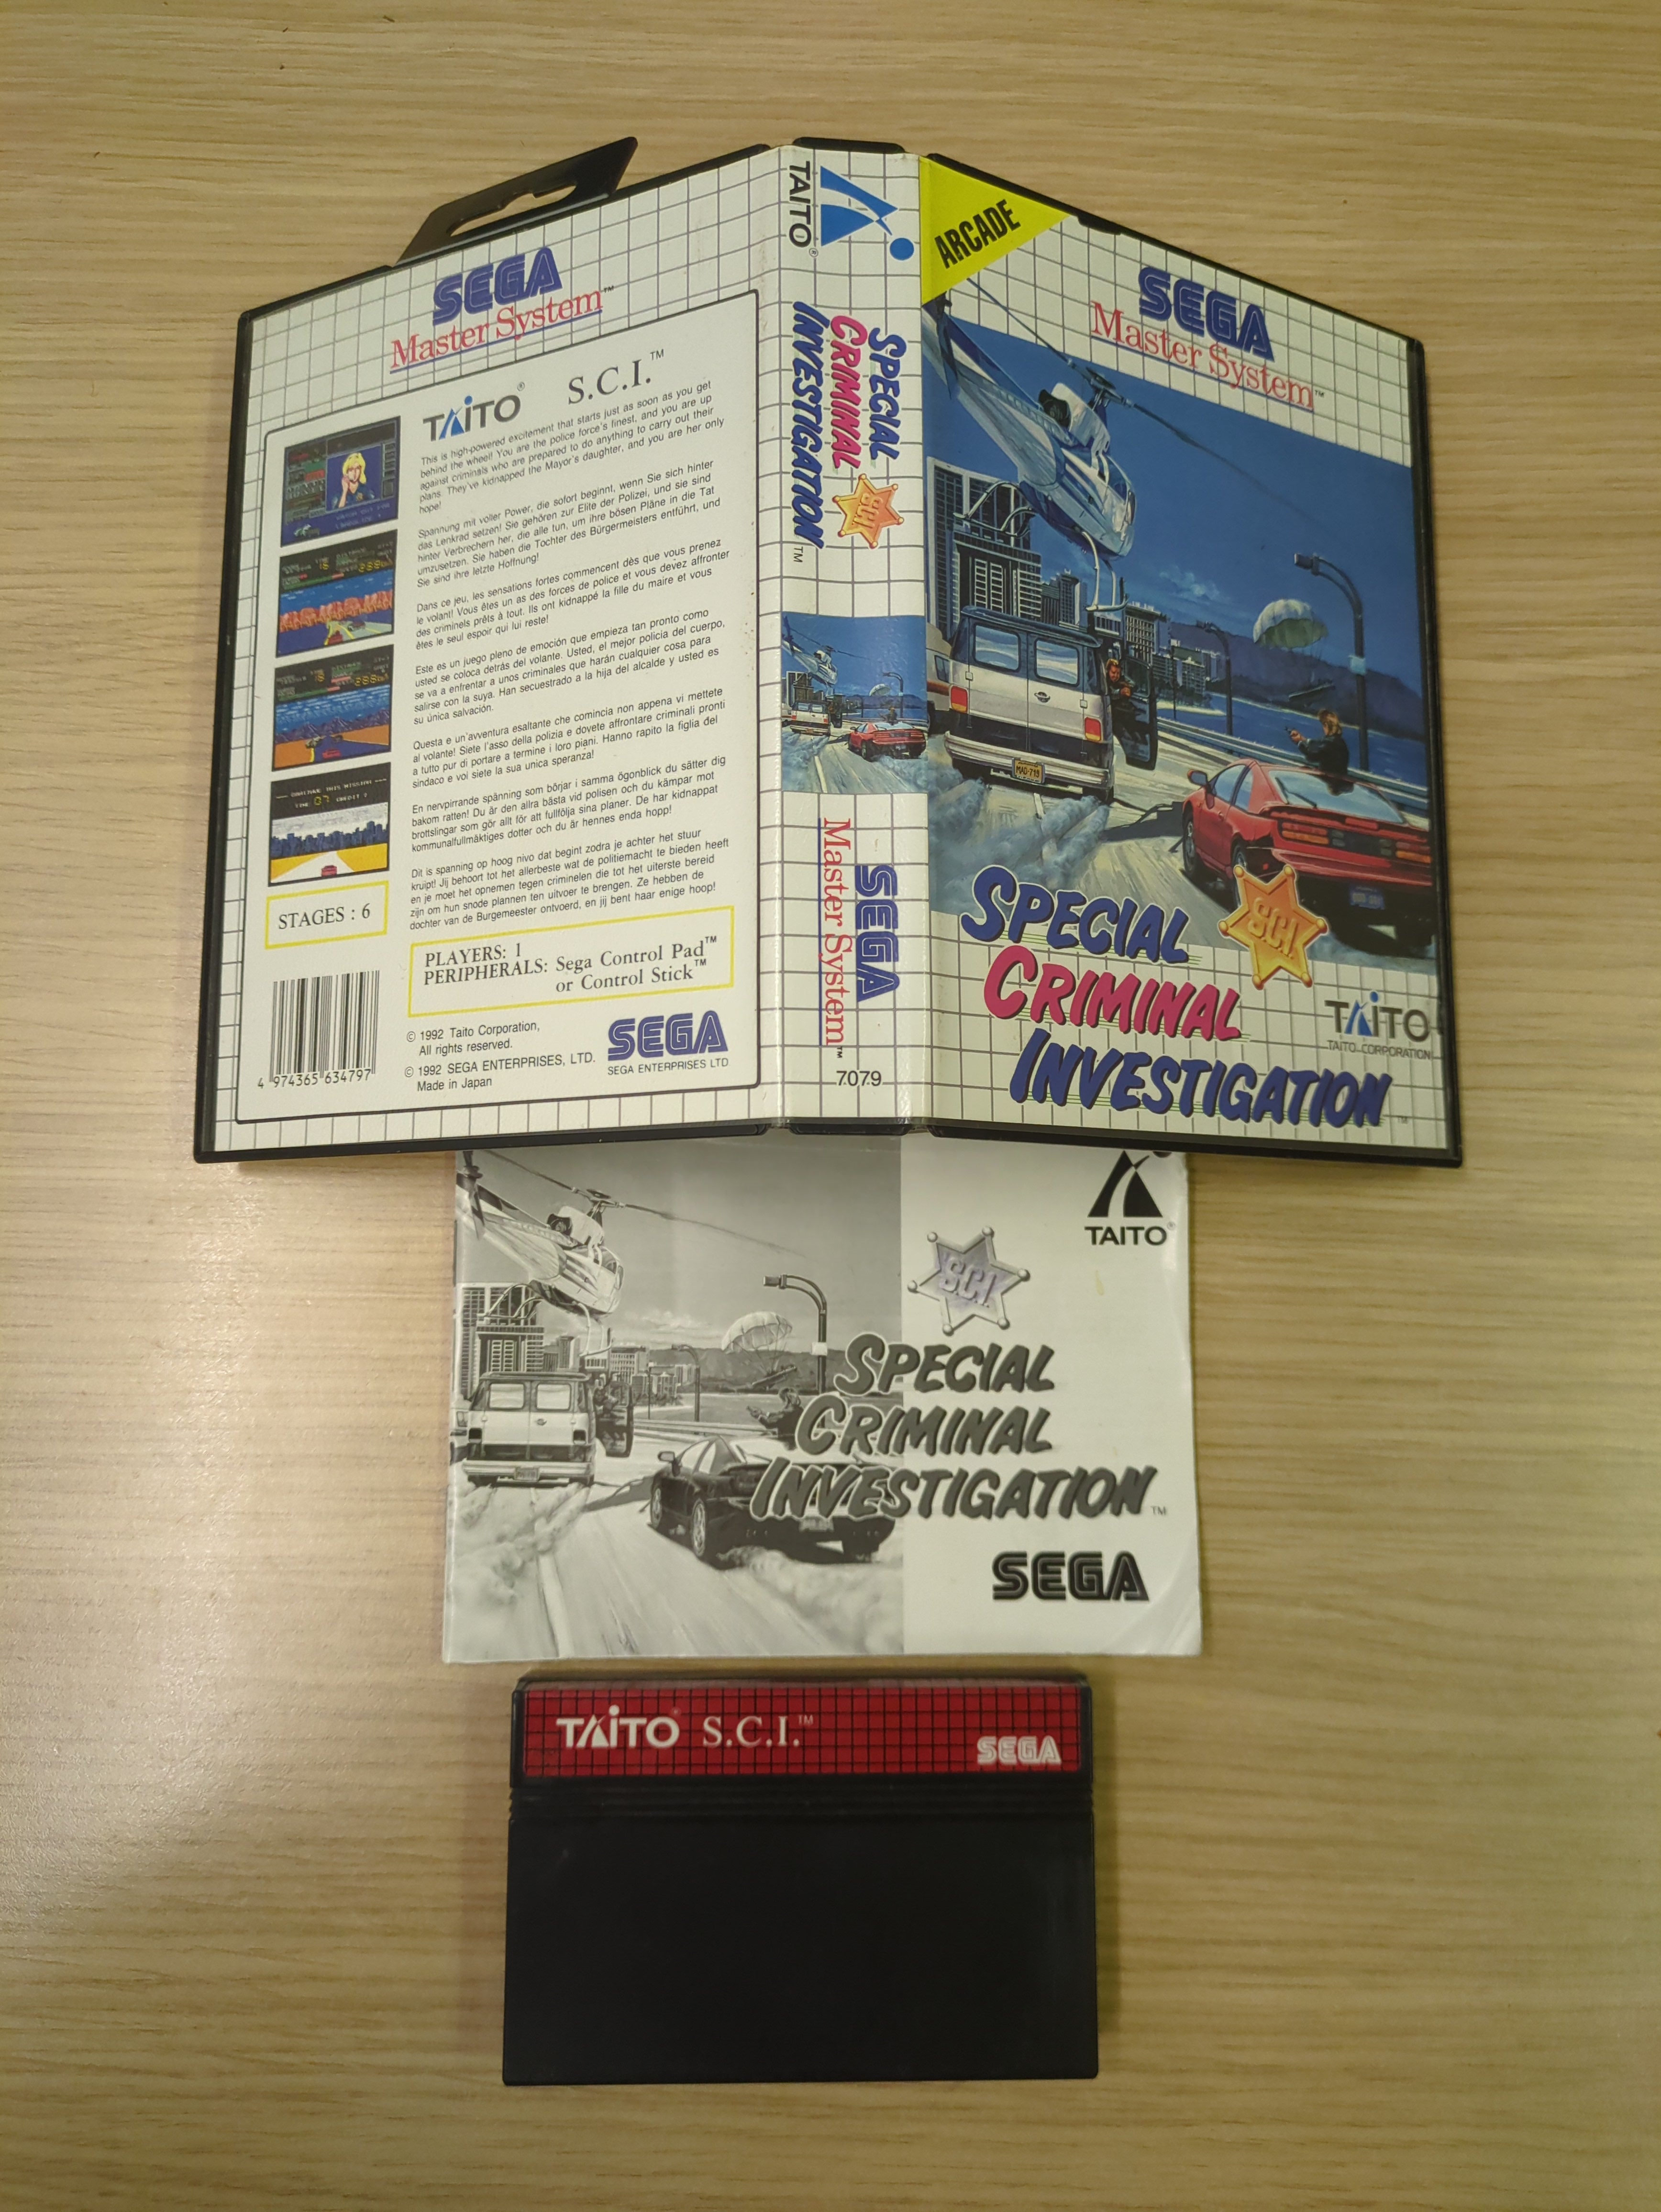 SEGA
Master System™
TAITO® S.C.I.™
This is high-powered excitement that starts just as soon as you get
behind the wheel! You are the police force's finest, and you are up
against criminals who are prepared to do anything to carry out their
plans. They've kidnapped the Mayor's daughter, and you are her only
hope!
Spannung mit voller Power, die sofort beginnt, wenn Sie sich hinter
das Lenkrad setzen! Sie gehören zur Elite der Polizei, und sie sind
hinter Verbrechern her, die alle tun, um ihre bösen Pläne in die Tat
umzusetzen. Sie haben die Tochter des Bürgermeisters entführt, und
Sie sind ihre letzte Hoffnung!
Dans ce jeu, les sensations fortes commencent dès que vous prenez
le volant! Vous êtes un as des forces de police et vous devez affronter
des criminels prêts à tout. Ils ont kidnappé la fille du maire et vous
êtes le seul espoir qui lui reste!
Este es un juego pleno de emoción que empieza tan pronto como
usted se coloca detrás del volante. Usted, el mejor policia del cuerpo,
se va a enfrentar a unos criminales que harán cualquier cosa para
salirse con la suya. Han secuestrado a la hija del alcalde y usted es
su única salvación.
Questa e un'avventura esaltante che comincia non appena vi mettete
al volante! Siete l'asso della polizia e dovete affrontare criminali pronti
a tutto pur di portare a termine i loro piani. Hanno rapito la figlia del
sindaco e voi siete la sua unica speranza!
En nervpirrande spånning som börjar i samma ögonblick du sätter dig
bakom ratten! Du är den allra bästa vid polisen och du kämpar mot
brottslingar som gör allt för att fullfölja sina planer. De har kidnappat
kommunalfullmäktiges dotter och du är hennes enda hopp!
Dit is spanning op hoog nivo dat begint zodra je achter het stuur
kruipt! Jij behoort tot het allerbeste wat de politiemacht te bieden heeft
en je moet het opnemen tegen criminelen die tot het uiterste bereid
zijn om hun snode plannen ten uitvoer te brengen. Ze hebben de
dochter van de Burgemeester ontvoerd, en jij bent haar enige hoop!
STAGES : 6
PLAYERS: 1
PERIPHERALS: Sega Control Pad™
or Control Stick™
4 974365 634797
© 1992 Taito Corporation,
All rights reserved.
© 1992 SEGA ENTERPRISES, LTD.
Made in Japan
SEGA
SEGA ENTERPRISES LTD
TAITO®
SPECIAL
CRIMINAL
INVESTIGATION™
S.C.I.
SEGA
Master System™
7079
ARCADE
SEGA
Master System™
MAD-719
S.C.I.
SPECIAL
CRIMINAL
INVESTIGATION™
TAITO
TAITO CORPORATION
TAITO®
S.C.I.
SPECIAL
CRIMINAL
INVESTIGATION™
SEGA
TAITO® S.C.I.™
SEGA